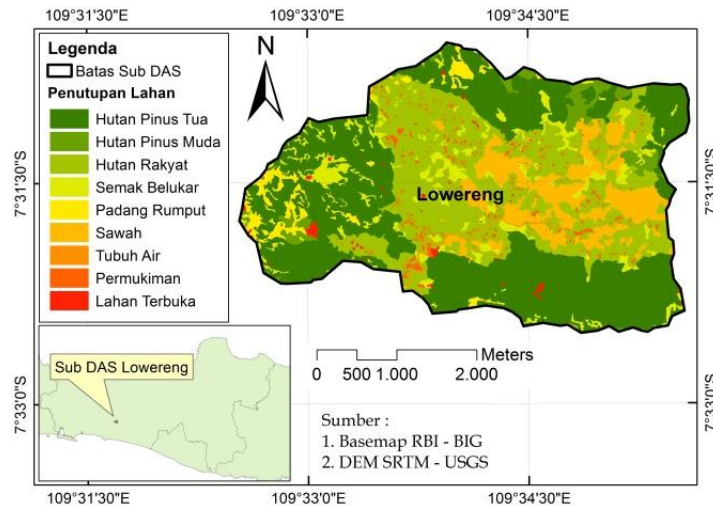 109°31'30"E 109°33'0"E 109°34'30"E
Legenda
Batas Sub DAS
Penutupan Lahan
Hutan Pinus Tua
Hutan Pinus Muda
Hutan Rakyat
Semak Belukar
Padang Rumput
Sawah
Tubuh Air
Permukiman
Lahan Terbuka
N
Lowereng
7°31'30"S
7°31'30"S
Sub DAS Lowereng
Meters
0 500 1.000 2.000
7°33'0"S
7°33'0"S
Sumber :
1. Basemap RBI - BIG
2. DEM SRTM - USGS
109°31'30"E 109°33'0"E 109°34'30"E